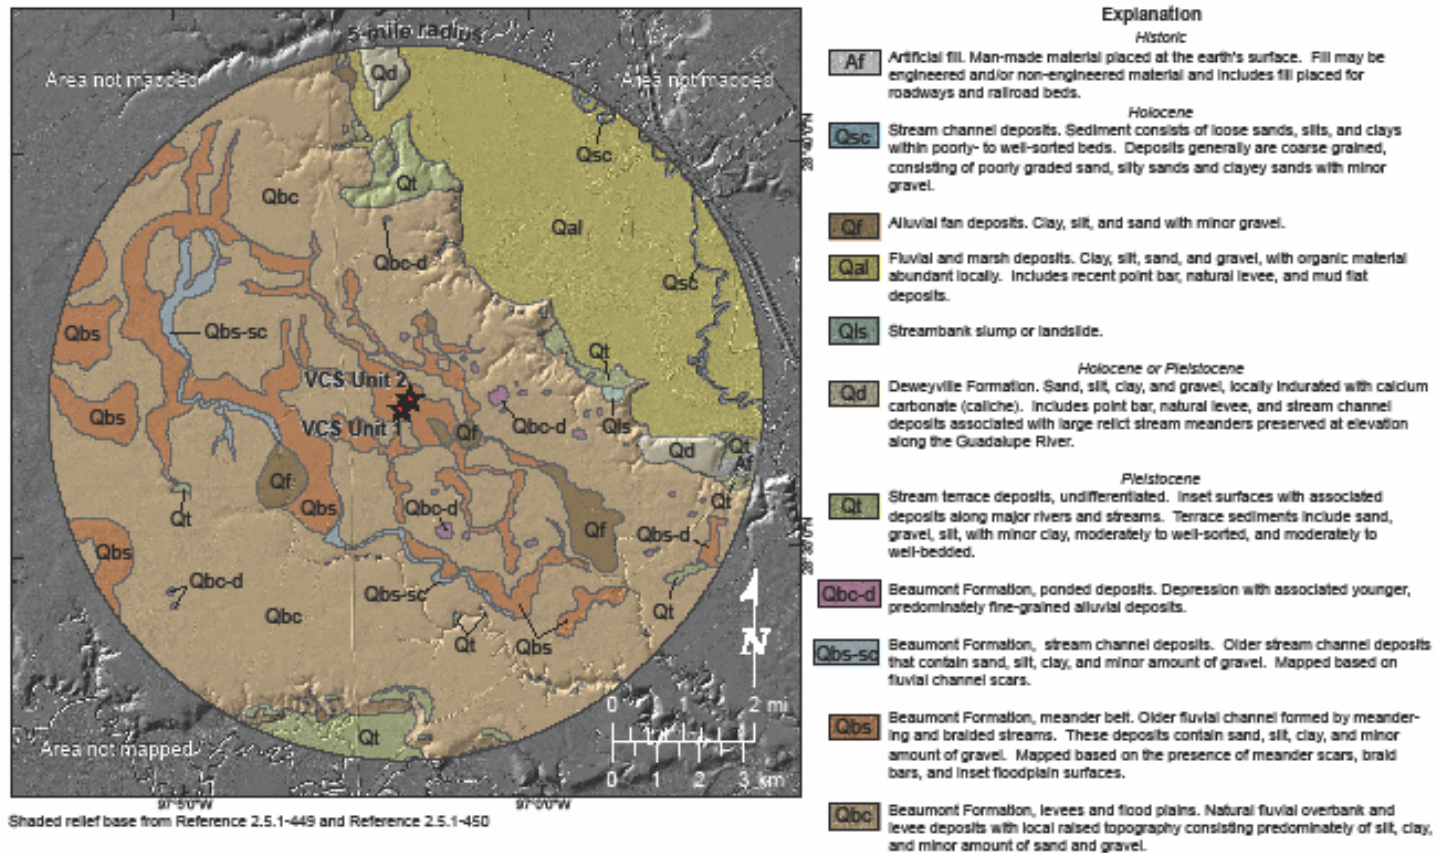 5-mile radius
Area not mapped
Area not mapped
Qd
Qsc
28°40'0"N
Qt
Qbc
Qal
Qbc-d
Qsc
Qbs
Qbs-sc
Qt
VCS Unit 2
Qbs
VCS Unit 1
Qf
Qbc-d
Qls
Qd
Qt
Af
Qf
Qbs
Qt
Qbc-d
Qf
Qbs-d
Qt
Qbs
28°30'0"N
Qbc-d
Qbs-sc
Qbc
Qt
Qbs
Qt
N
0 1 2 mi
Area not mapped
Qt
0 1 2 3 km
97°50'0"W
97°00'0"W
Shaded relief base from Reference 2.5.1-449 and Reference 2.5.1-450
Explanation
Historic
Af
Artificial fill. Man-made material placed at the earth's surface. Fill may be
engineered and/or non-engineered material and includes fill placed for
roadways and railroad beds.
Holocene
Qsc
Stream channel deposits. Sediment consists of loose sands, silts, and clays
within poorly- to well-sorted beds. Deposits generally are coarse grained,
consisting of poorly graded sand, silty sands and clayey sands with minor
gravel.
Qf
Alluvial fan deposits. Clay, silt, and sand with minor gravel.
Qal
Fluvial and marsh deposits. Clay, silt, sand, and gravel, with organic material
abundant locally. Includes recent point bar, natural levee, and mud flat
deposits.
Qls
Streambank slump or landslide.
Holocene or Pleistocene
Qd
Deweyville Formation. Sand, silt, clay, and gravel, locally indurated with calcium
carbonate (caliche). Includes point bar, natural levee, and stream channel
deposits associated with large relict stream meanders preserved at elevation
along the Guadalupe River.
Pleistocene
Qt
Stream terrace deposits, undifferentiated. Inset surfaces with associated
deposits along major rivers and streams. Terrace sediments include sand,
gravel, silt, with minor clay, moderately to well-sorted, and moderately to
well-bedded.
Qbc-d
Beaumont Formation, ponded deposits. Depression with associated younger,
predominately fine-grained alluvial deposits.
Qbs-sc
Beaumont Formation, stream channel deposits. Older stream channel deposits
that contain sand, silt, clay, and minor amount of gravel. Mapped based on
fluvial channel scars.
Qbs
Beaumont Formation, meander belt. Older fluvial channel formed by meander-
ing and braided streams. These deposits contain sand, silt, clay, and minor
amount of gravel. Mapped based on the presence of meander scars, braid
bars, and inset floodplain surfaces.
Qbc
Beaumont Formation, levees and flood plains. Natural fluvial overbank and
levee deposits with local raised topography consisting predominately of silt, clay,
and minor amount of sand and gravel.